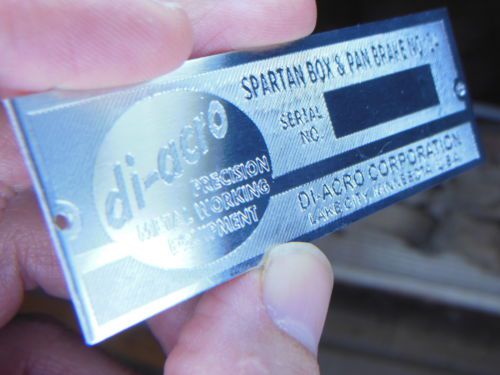 SPARTAN BOX & PAN BRAKE NO. 24
SERIAL
NO.
di-acro
PRECISION
METAL WORKING
EQUIPMENT
DI-ACRO CORPORATION
LAKE CITY, MINNESOTA U.S.A.